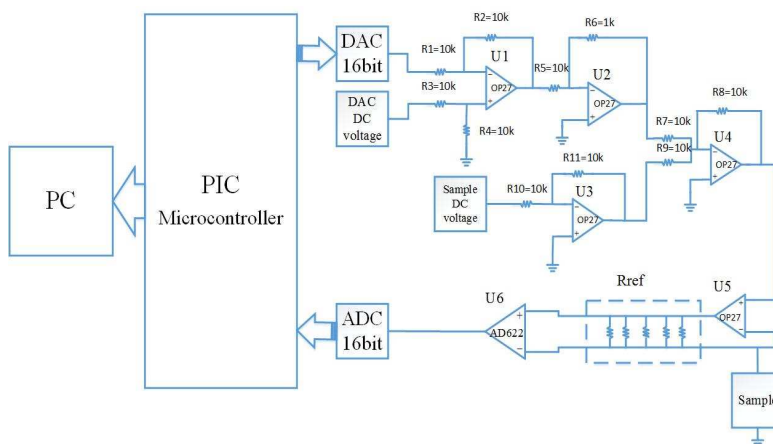 DAC
16bit
DAC
DC
voltage
PC
PIC
Microcontroller
R1=10k
R2=10k
R3=10k
R4=10k
U1
OP27
R5=10k
R6=1k
U2
OP27
R7=10k
R9=10k
R8=10k
U4
OP27
Sample
DC
voltage
R10=10k
R11=10k
U3
OP27
ADC
16bit
U6
AD622
Rref
U5
OP27
Sample